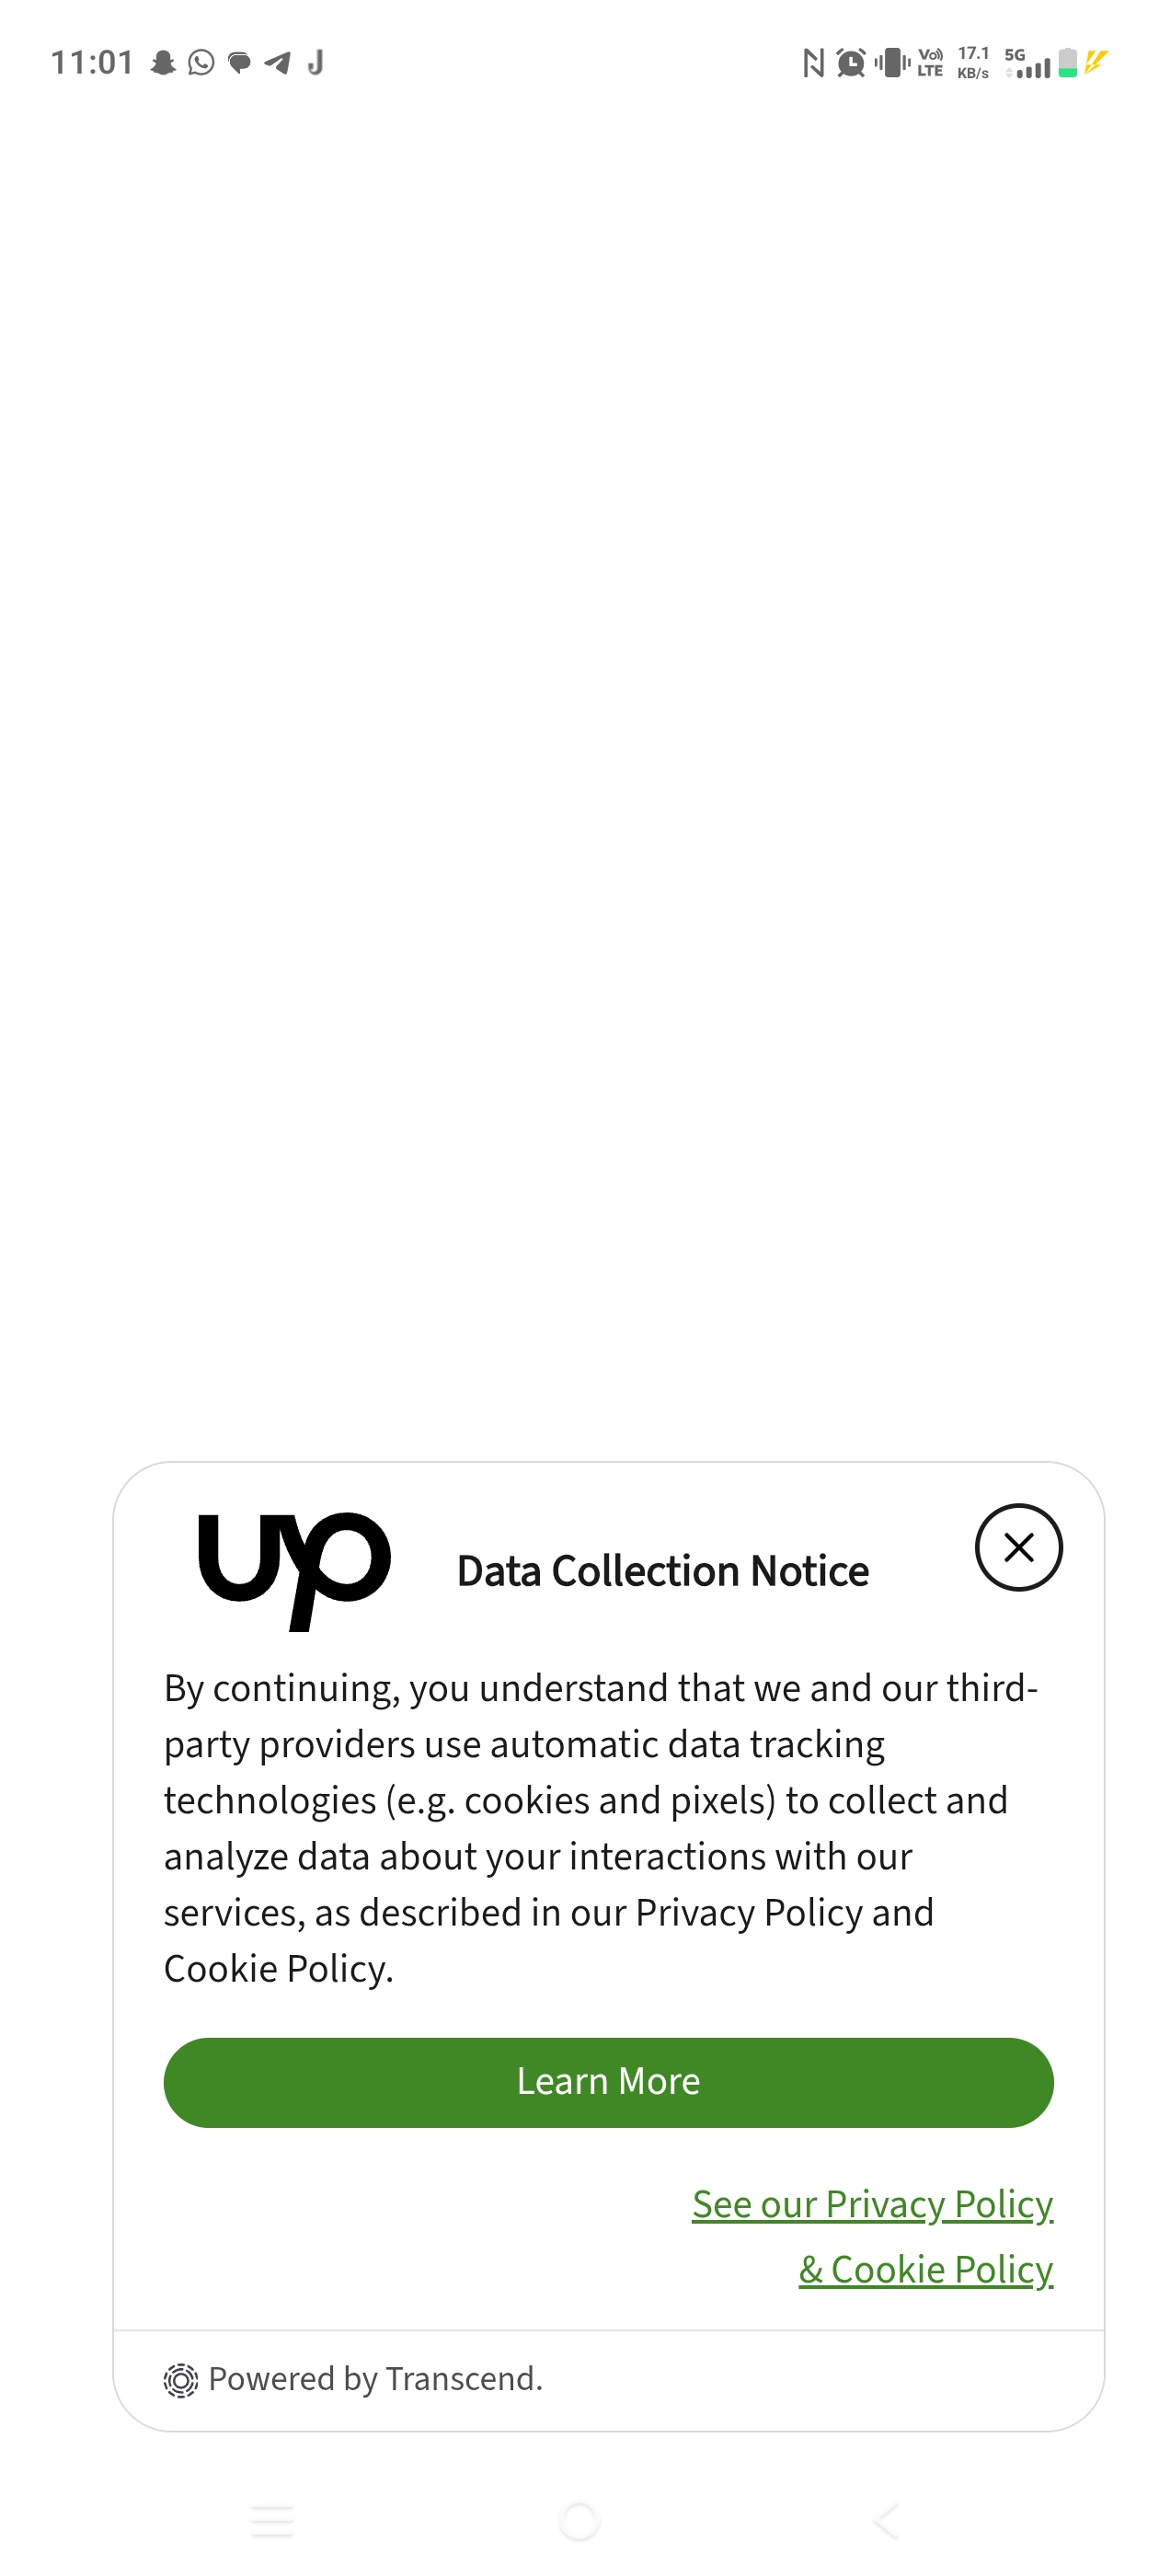 11:01 VoD LTE 17.1 KB/s 5G
up Data Collection Notice
By continuing, you understand that we and our third-
party providers use automatic data tracking
technologies (e.g. cookies and pixels) to collect and
analyze data about your interactions with our
services, as described in our Privacy Policy and
Cookie Policy.
Learn More
See our Privacy Policy
& Cookie Policy
Powered by Transcend.